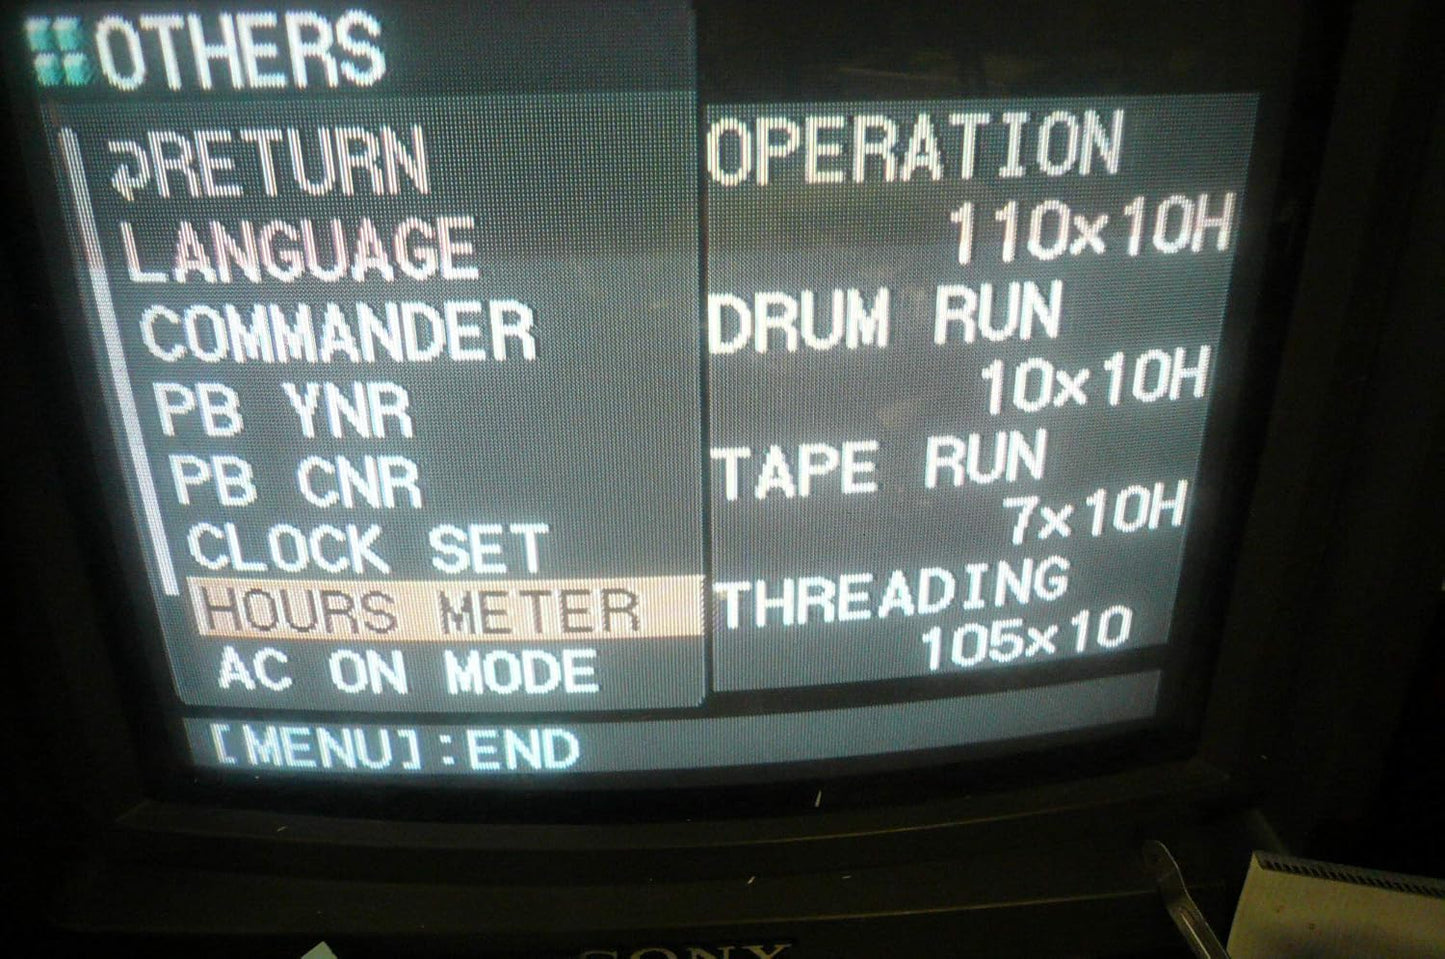 OTHERS
RETURN
LANGUAGE
COMMANDER
PB YNR
PB CNR
CLOCK SET
HOURS METER
AC ON MODE
[MENU]:END
OPERATION
110x10H
DRUM RUN
10x10H
TAPE RUN
7x10H
THREADING
105x10
SONY